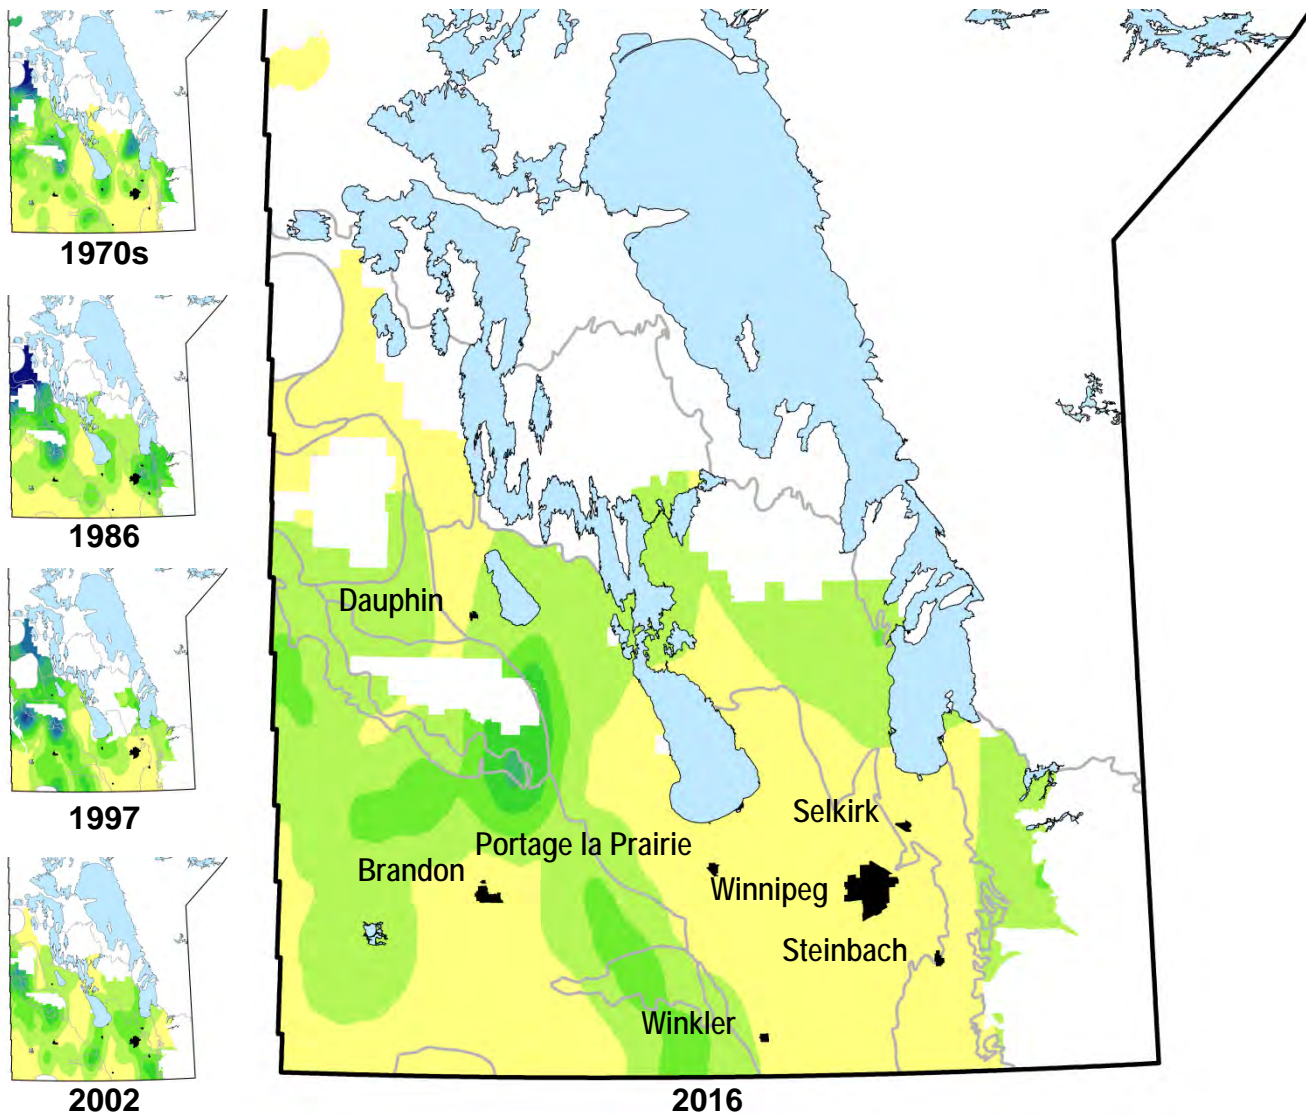 1970s
1986
1997
2002
Dauphin
Portage la Prairie
Brandon
Selkirk
Winnipeg
Steinbach
Winkler
2016